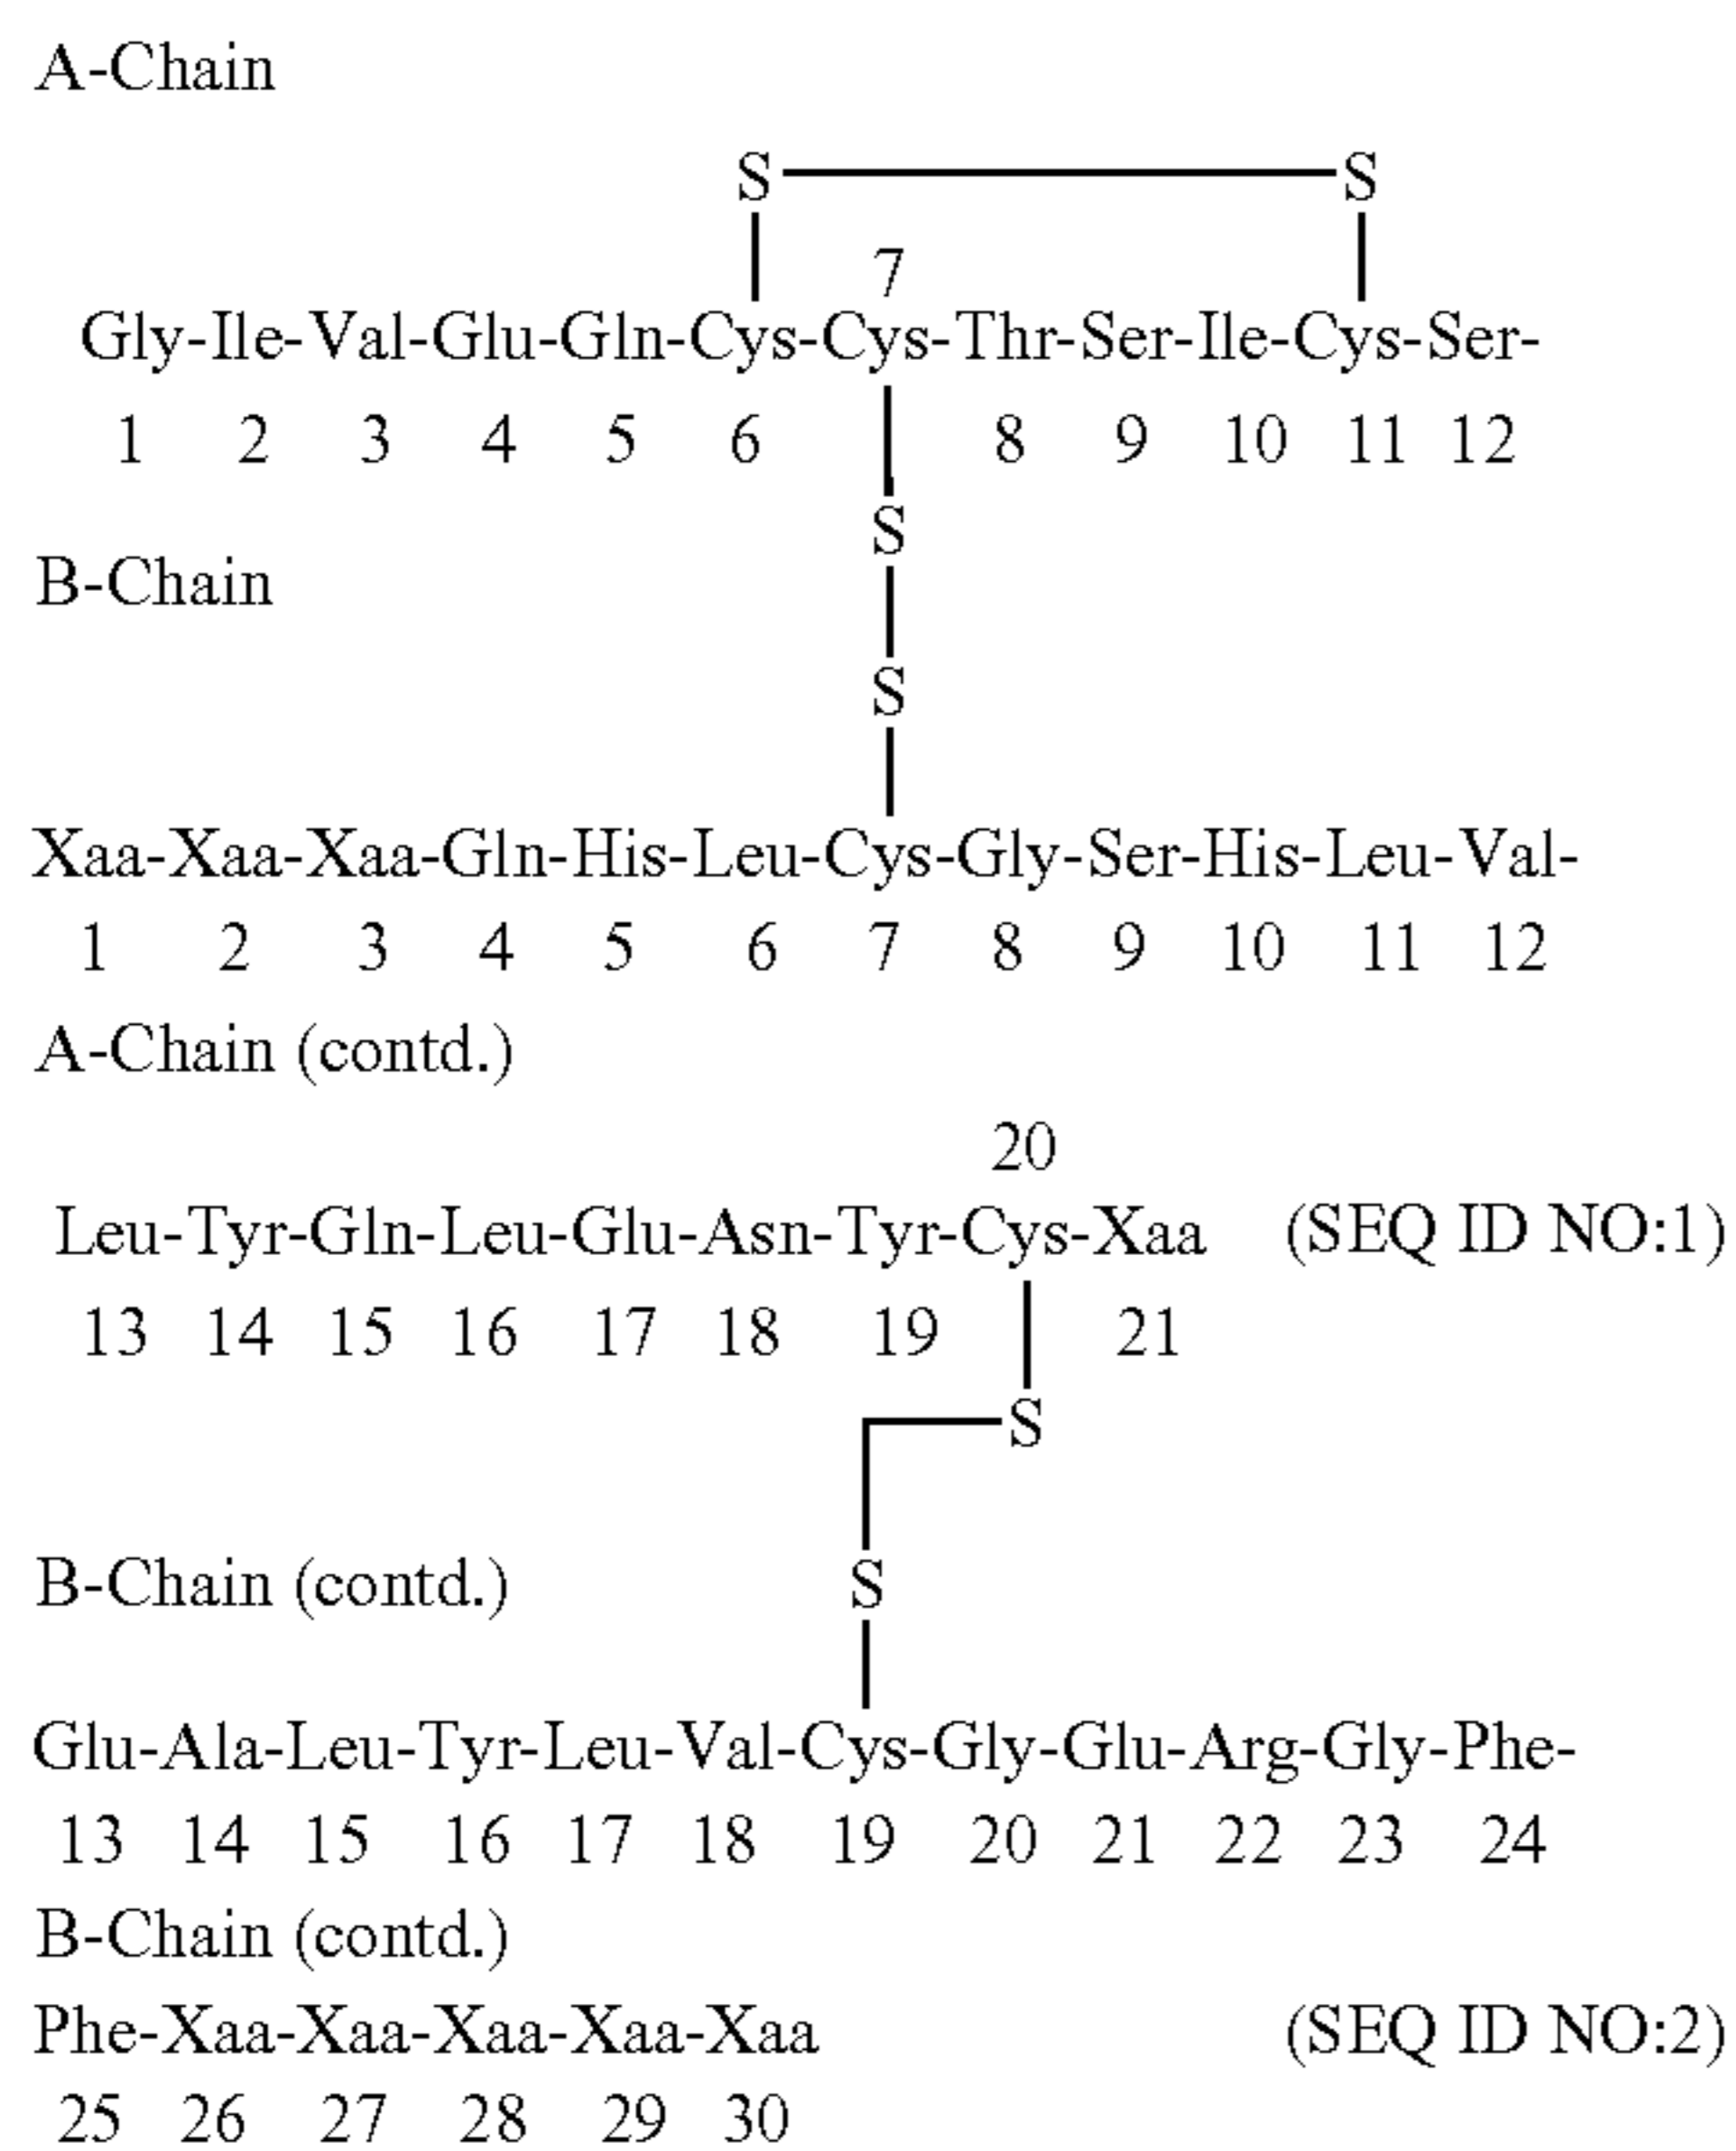 A-Chain
S S
7
Gly-Ile-Val-Glu-Gln-Cys-Cys-Thr-Ser-Ile-Cys-Ser-
1 2 3 4 5 6 8 9 10 11 12
S
B-Chain
S
Xaa-Xaa-Xaa-Gln-His-Leu-Cys-Gly-Ser-His-Leu-Val-
1 2 3 4 5 6 7 8 9 10 11 12
A-Chain (contd.)
20
Leu-Tyr-Gln-Leu-Glu-Asn-Tyr-Cys-Xaa (SEQ ID NO:1)
13 14 15 16 17 18 19 21
S
B-Chain (contd.) S
Glu-Ala-Leu-Tyr-Leu-Val-Cys-Gly-Glu-Arg-Gly-Phe-
13 14 15 16 17 18 19 20 21 22 23 24
B-Chain (contd.)
Phe-Xaa-Xaa-Xaa-Xaa-Xaa (SEQ ID NO:2)
25 26 27 28 29 30